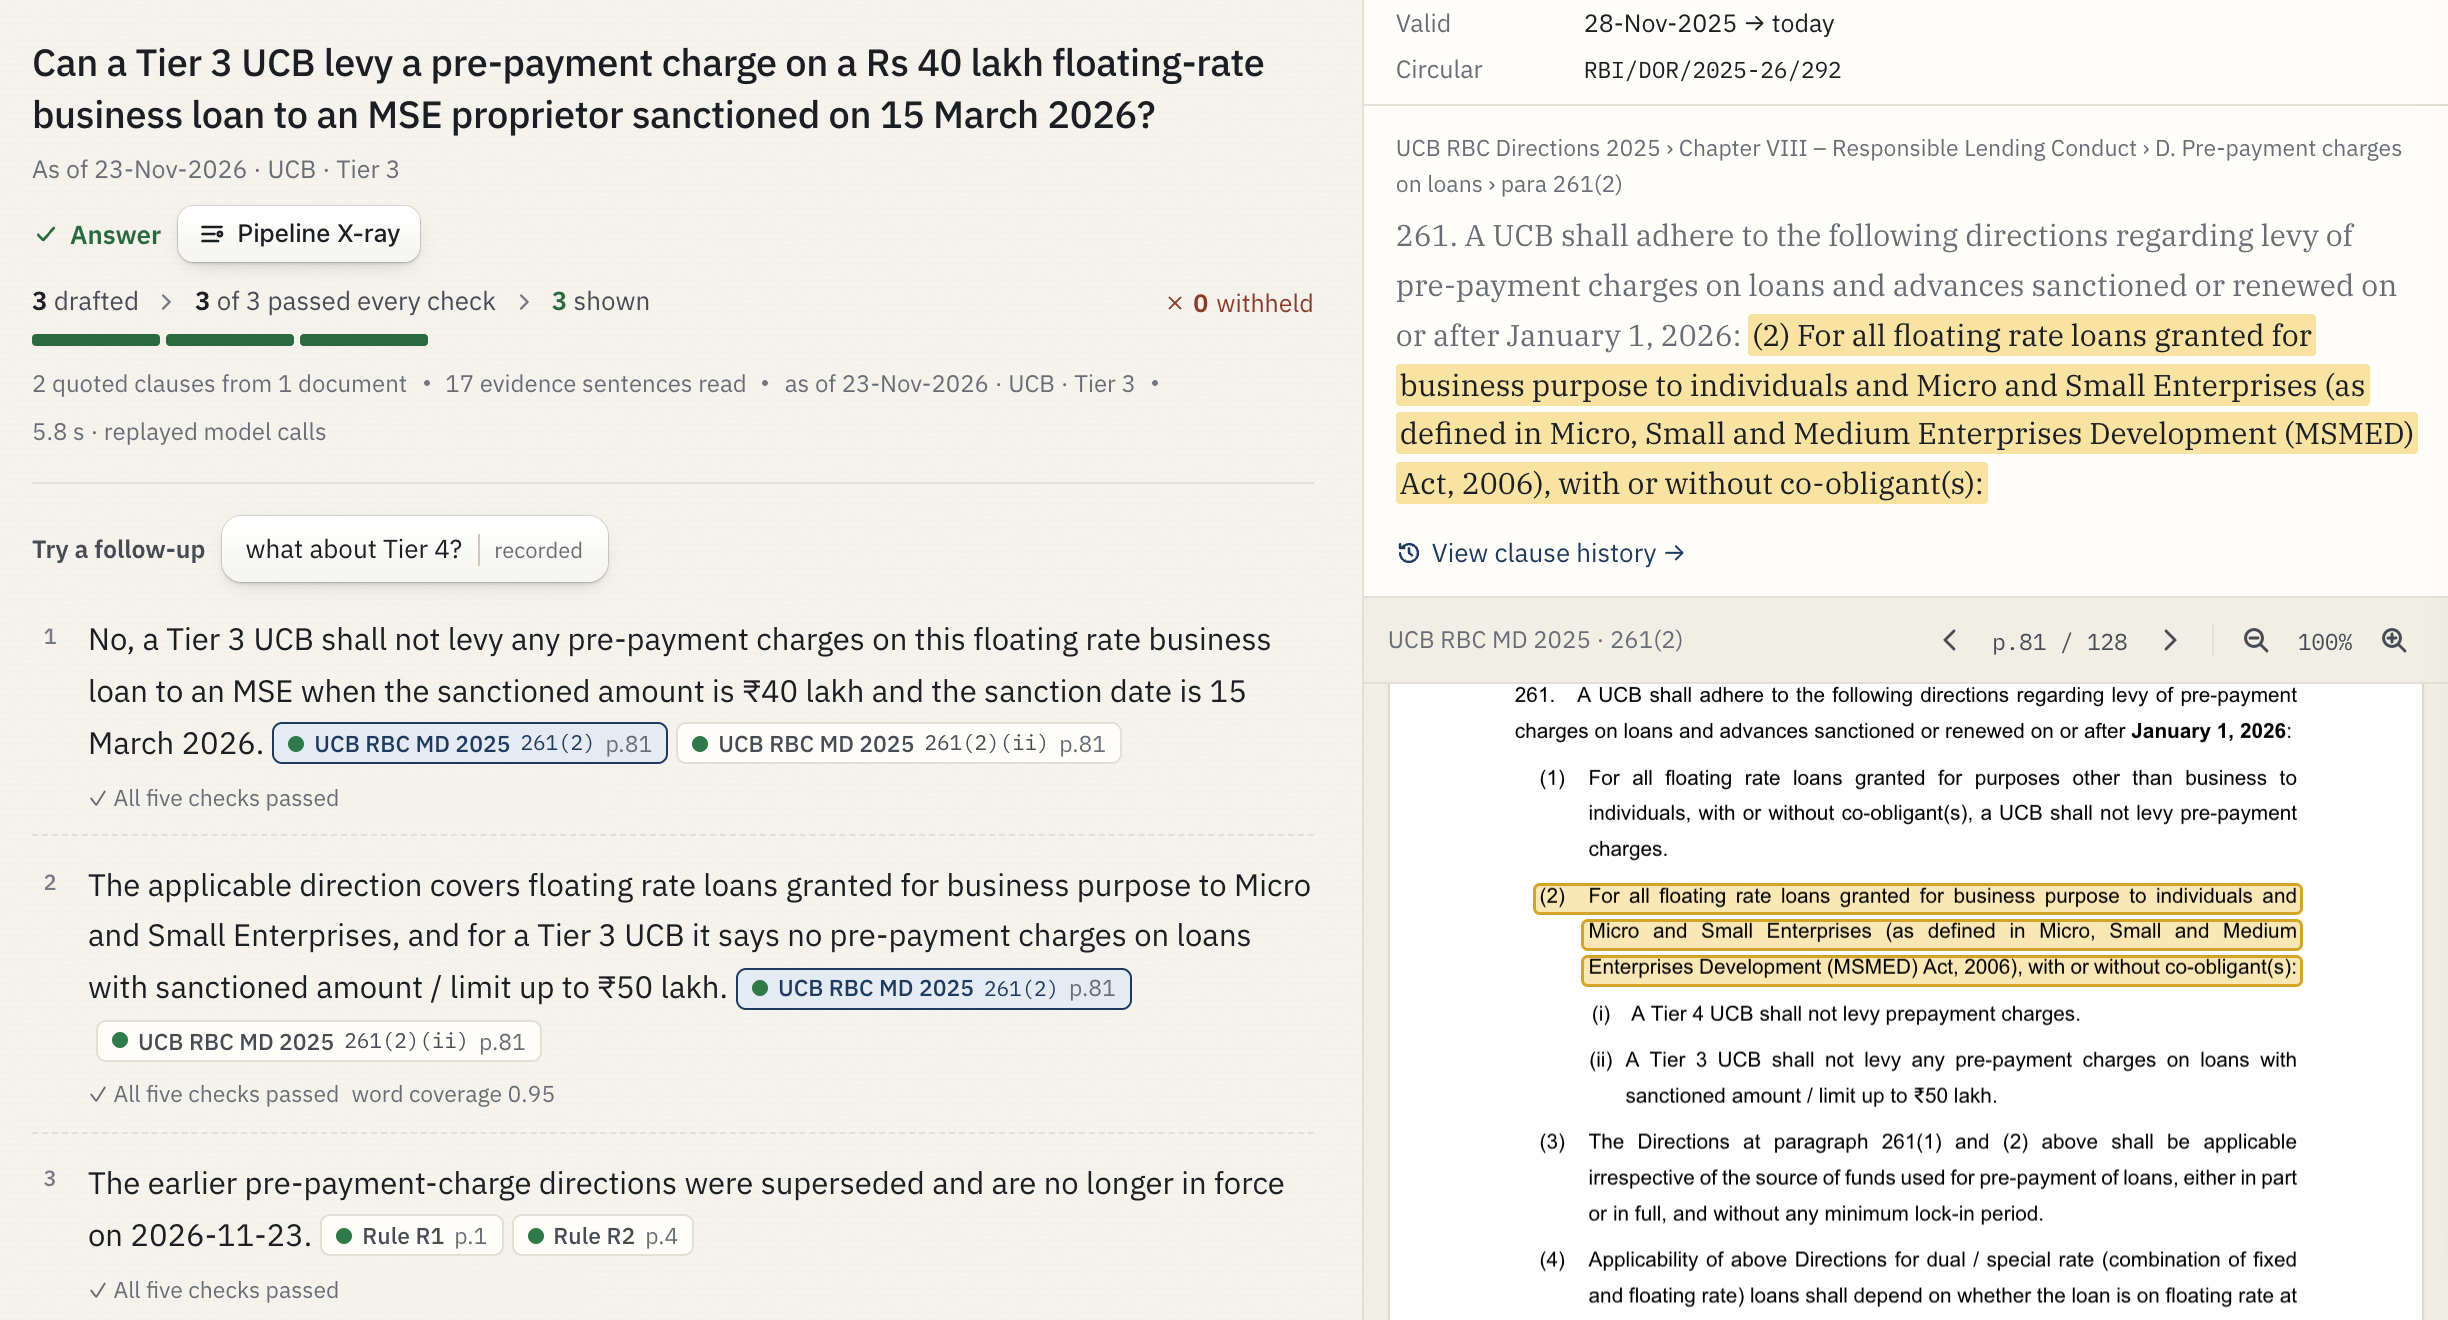 Can a Tier 3 UCB levy a pre-payment charge on a Rs 40 lakh floating-rate
business loan to an MSE proprietor sanctioned on 15 March 2026?
As of 23-Nov-2026 · UCB · Tier 3
✓ Answer Pipeline X-ray
3 drafted > 3 of 3 passed every check > 3 shown × 0 withheld
2 quoted clauses from 1 document • 17 evidence sentences read • as of 23-Nov-2026 · UCB · Tier 3 •
5.8 s · replayed model calls
Try a follow-up what about Tier 4? recorded
1 No, a Tier 3 UCB shall not levy any pre-payment charges on this floating rate business
loan to an MSE when the sanctioned amount is ₹40 lakh and the sanction date is 15
March 2026. UCB RBC MD 2025 261(2) p.81 UCB RBC MD 2025 261(2)(ii) p.81
✓ All five checks passed
2 The applicable direction covers floating rate loans granted for business purpose to Micro
and Small Enterprises, and for a Tier 3 UCB it says no pre-payment charges on loans
with sanctioned amount / limit up to ₹50 lakh. UCB RBC MD 2025 261(2) p.81
UCB RBC MD 2025 261(2)(ii) p.81
✓ All five checks passed word coverage 0.95
3 The earlier pre-payment-charge directions were superseded and are no longer in force
on 2026-11-23. Rule R1 p.1 Rule R2 p.4
✓ All five checks passed
Valid 28-Nov-2025 → today
Circular RBI/DOR/2025-26/292
UCB RBC Directions 2025 › Chapter VIII – Responsible Lending Conduct › D. Pre-payment charges
on loans › para 261(2)
261. A UCB shall adhere to the following directions regarding levy of
pre-payment charges on loans and advances sanctioned or renewed on
or after January 1, 2026: (2) For all floating rate loans granted for
business purpose to individuals and Micro and Small Enterprises (as
defined in Micro, Small and Medium Enterprises Development (MSMED)
Act, 2006), with or without co-obligant(s):
View clause history →
UCB RBC MD 2025 · 261(2) p.81 / 128 100%
261. A UCB shall adhere to the following directions regarding levy of pre-payment
charges on loans and advances sanctioned or renewed on or after January 1, 2026:
(1) For all floating rate loans granted for purposes other than business to
individuals, with or without co-obligant(s), a UCB shall not levy pre-payment
charges.
(2) For all floating rate loans granted for business purpose to individuals and
Micro and Small Enterprises (as defined in Micro, Small and Medium
Enterprises Development (MSMED) Act, 2006), with or without co-obligant(s):
(i) A Tier 4 UCB shall not levy prepayment charges.
(ii) A Tier 3 UCB shall not levy any pre-payment charges on loans with
sanctioned amount / limit up to ₹50 lakh.
(3) The Directions at paragraph 261(1) and (2) above shall be applicable
irrespective of the source of funds used for pre-payment of loans, either in part
or in full, and without any minimum lock-in period.
(4) Applicability of above Directions for dual / special rate (combination of fixed
and floating rate) loans shall depend on whether the loan is on floating rate at